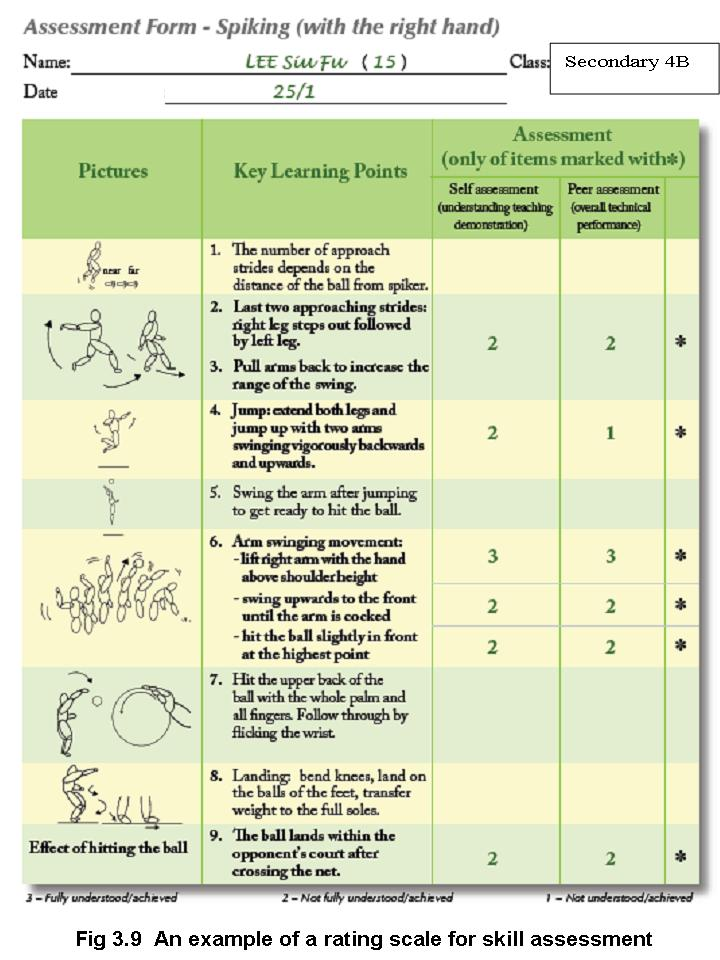 Assessment Form - Spiking (with the right hand)
Name: LEE Siu Fu (15) Class: Secondary 4B
Date 25/1
Pictures
Key Learning Points
Assessment
(only of items marked with*)
Self assessment
(understanding teaching
demonstration)
Peer assessment
(overall technical
performance)
near far
1. The number of approach
strides depends on the
distance of the ball from spiker.
2. Last two approaching strides:
right leg steps out followed
by left leg.
3. Pull arms back to increase the
range of the swing.
2 2 *
4. Jump: extend both legs and
jump up with two arms
swinging vigorously backwards
and upwards.
2 1 *
5. Swing the arm after jumping
to get ready to hit the ball.
6. Arm swinging movement:
- lift right arm with the hand
above shoulder height
3 3 *
- swing upwards to the front
until the arm is cocked
2 2 *
- hit the ball slightly in front
at the highest point
2 2 *
7. Hit the upper back of the
ball with the whole palm and
all fingers. Follow through by
flicking the wrist.
8. Landing: bend knees, land on
the balls of the feet, transfer
weight to the full soles.
Effect of hitting the ball
9. The ball lands within the
opponent's court after
crossing the net.
2 2 *
3 – Fully understood/achieved 2 – Not fully understood/achieved 1 – Not understood/achieved
Fig 3.9 An example of a rating scale for skill assessment